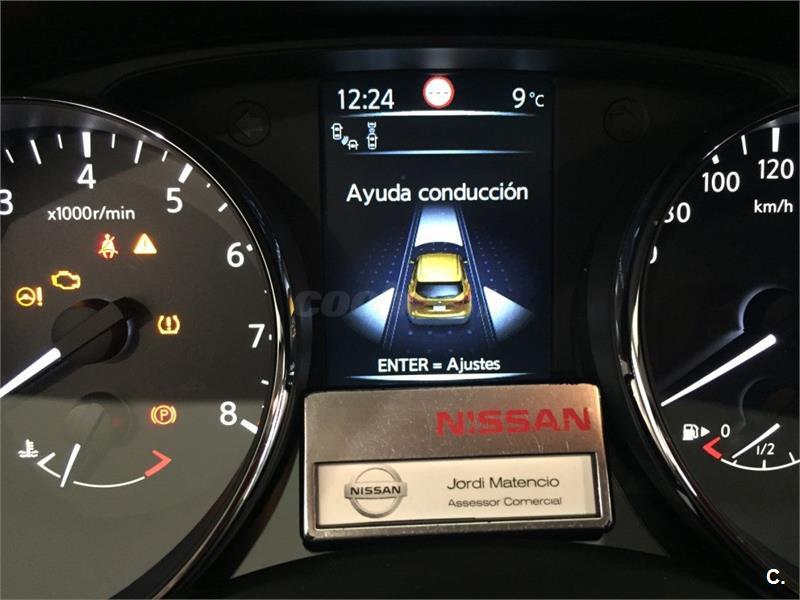 12:24
9°C
Ayuda conducción
ENTER = Ajustes
3
4
5
6
7
8
x1000r/min
P
80
100
120
km/h
0
1/2
NISSAN
NISSAN
Jordi Matencio
Assessor Comercial
C.